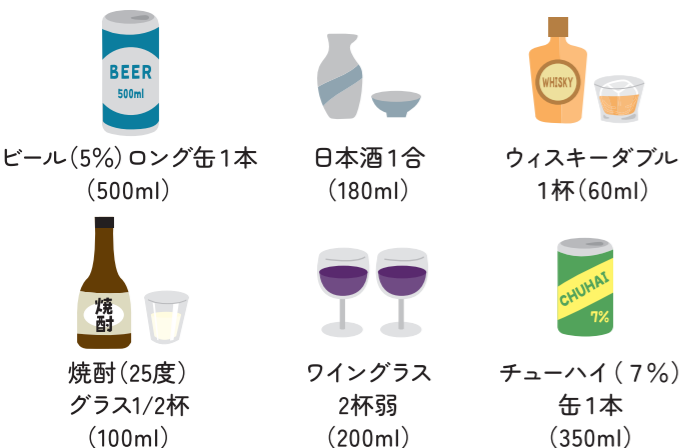 BEER
500ml
ビール(5%)ロング缶1本
(500ml)
日本酒1合
(180ml)
WHISKY
ウィスキーダブル
1杯(60ml)
焼酎
焼酎(25度)
グラス1/2杯
(100ml)
ワイングラス
2杯弱
(200ml)
CHUHAI
7%
チューハイ(7%)
缶1本
(350ml)